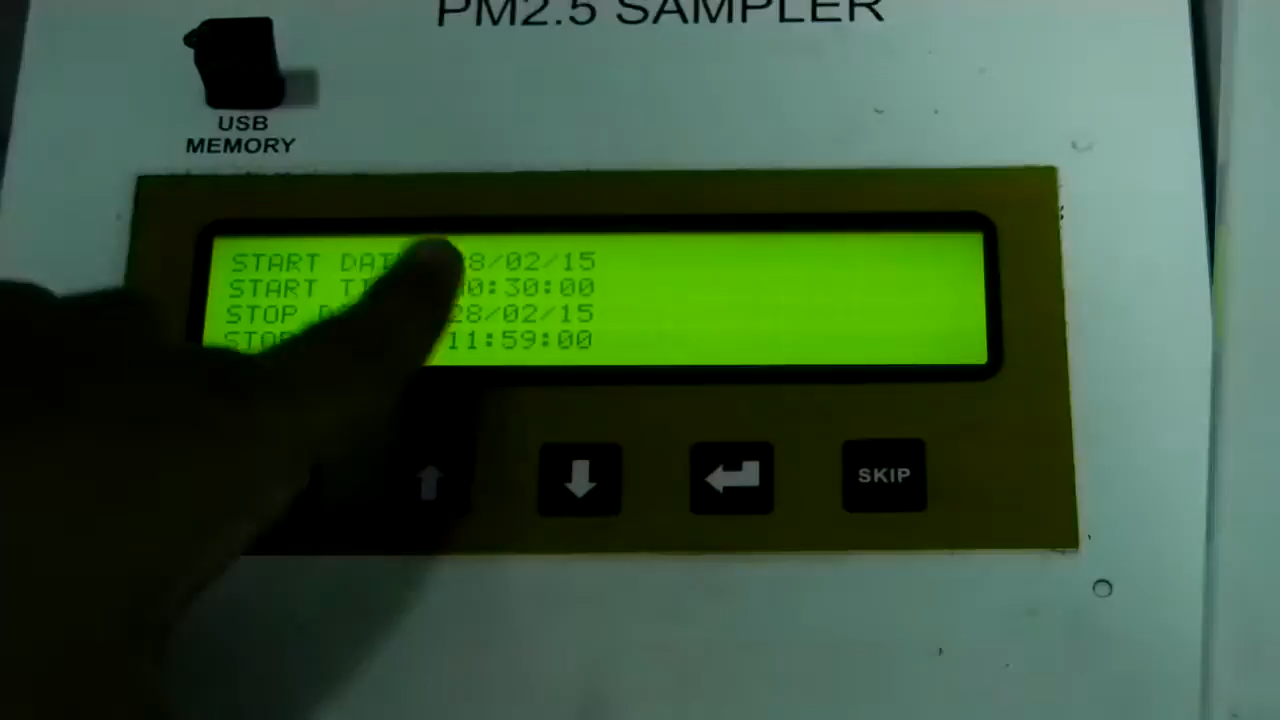 PM2.5 SAMPLER
USB
MEMORY
START DAT 8/02/15
START TI 0:30:00
STOP D 28/02/15
STOP 11:59:00
SKIP